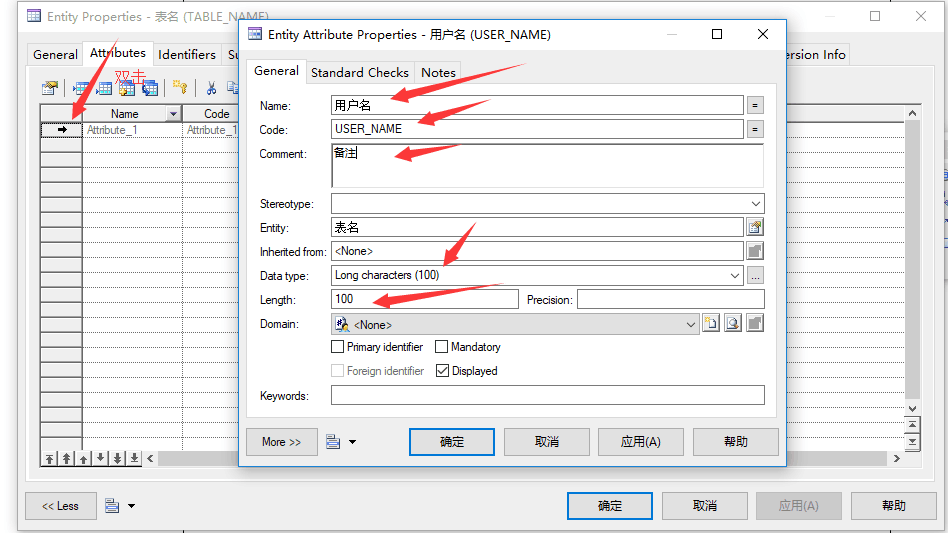 Entity Properties - 表名 (TABLE_NAME)
General Attributes Identifiers Su
ersion Info
双击
Name Code
Attribute_1 Attribute_1
<< Less
确定 取消 应用(A) 帮助
Entity Attribute Properties - 用户名 (USER_NAME)
General Standard Checks Notes
Name: 用户名 =
Code: USER_NAME =
Comment: 备注
Stereotype:
Entity: 表名
Inherited from: <None>
Data type: Long characters (100) ...
Length: 100 Precision:
Domain: <None>
Primary identifier Mandatory
Foreign identifier Displayed
Keywords:
More >> 确定 取消 应用(A) 帮助